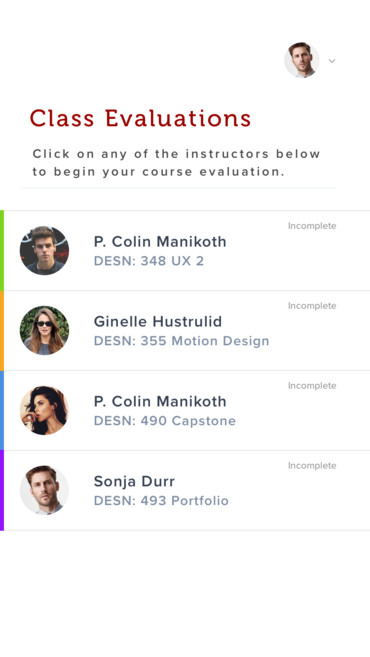 Class Evaluations
Click on any of the instructors below
to begin your course evaluation.
Incomplete
P. Colin Manikoth
DESN: 348 UX 2
Incomplete
Ginelle Hustrulid
DESN: 355 Motion Design
Incomplete
P. Colin Manikoth
DESN: 490 Capstone
Incomplete
Sonja Durr
DESN: 493 Portfolio